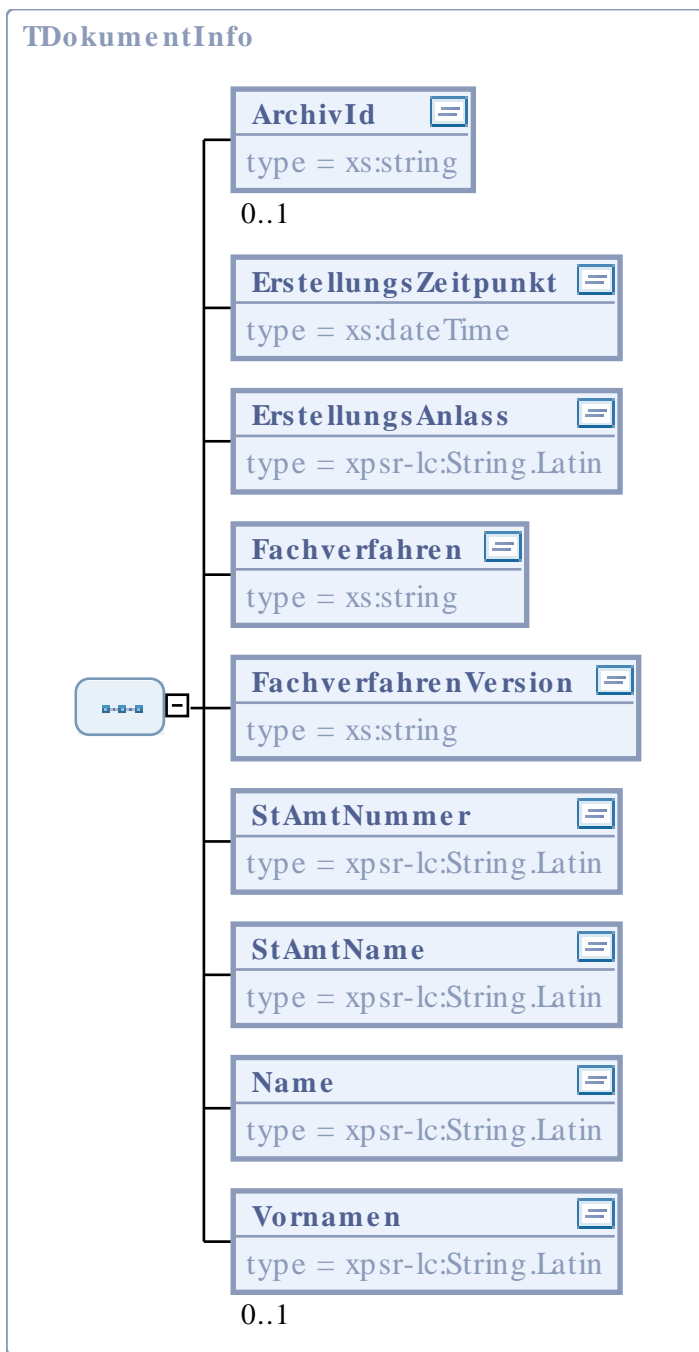 TDokumentInfo
ArchivId
type = xs:string
0..1
ErstellungsZeitpunkt
type = xs:dateTime
ErstellungsAnlass
type = xpsr-lc:String.Latin
Fachverfahren
type = xs:string
FachverfahrenVersion
type = xs:string
StAmtNummer
type = xpsr-lc:String.Latin
StAmtName
type = xpsr-lc:String.Latin
Name
type = xpsr-lc:String.Latin
Vornamen
type = xpsr-lc:String.Latin
0..1